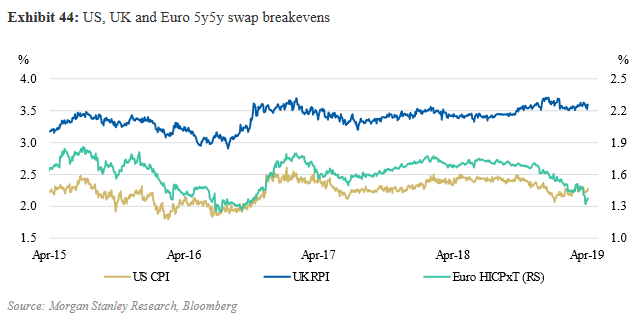 Exhibit 44: US, UK and Euro 5y5y swap breakevens
% %
4.0 2.5
3.5 2.2
3.0 1.9
2.5 1.6
2.0 1.3
1.5 1.0
Apr-15 Apr-16 Apr-17 Apr-18 Apr-19
US CPI UKRPI Euro HICPxT (RS)
Source: Morgan Stanley Research, Bloomberg